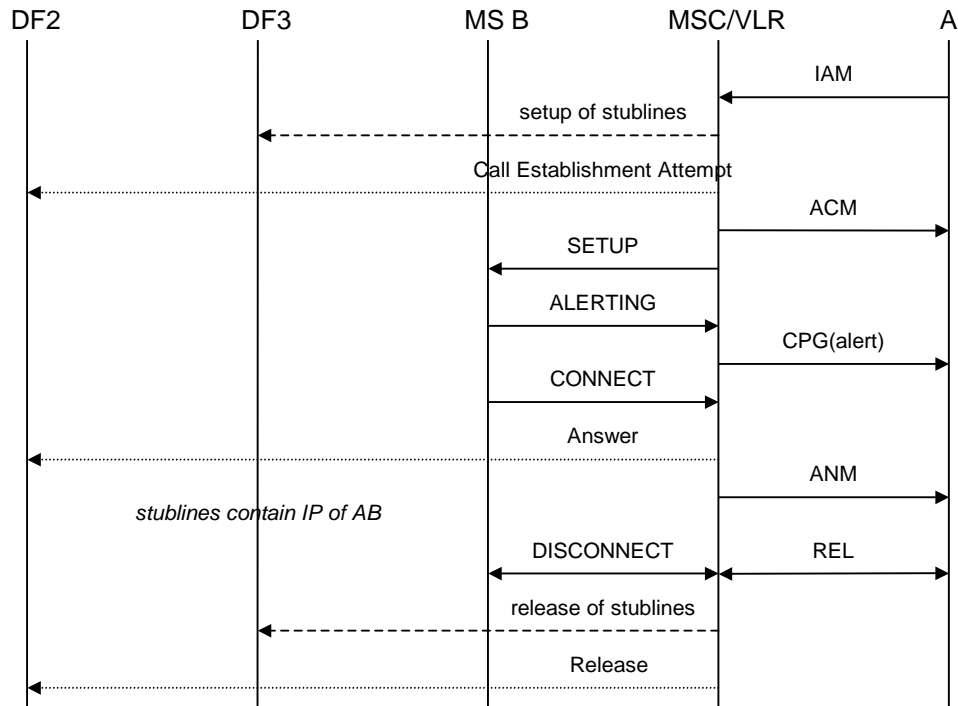 DF2 DF3 MS B MSC/VLR A
IAM
setup of stublines
Call Establishment Attempt
ACM
SETUP
ALERTING
CPG(alert)
CONNECT
Answer
ANM
stublines contain IP of AB
DISCONNECT REL
release of stublines
Release